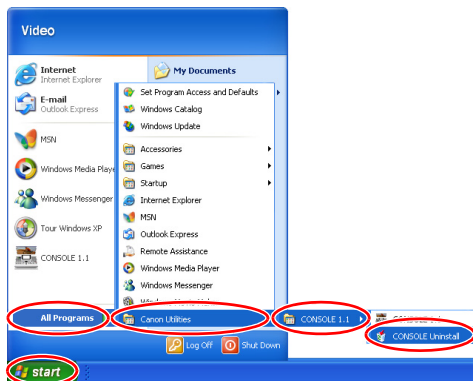 Video
Internet
Internet Explorer
E-mail
Outlook Express
MSN
Windows Media Playe
Windows Messenger
Tour Windows XP
CONSOLE 1.1
All Programs
My Documents
Set Program Access and Defaults
Windows Catalog
Windows Update
Accessories
Games
Startup
Internet Explorer
MSN
Outlook Express
Remote Assistance
Windows Media Player
Windows Messenger
Windows
Canon Utilities
CONSOLE 1.1
CONSOLE Uninstall
Log Off
Shut Down
start